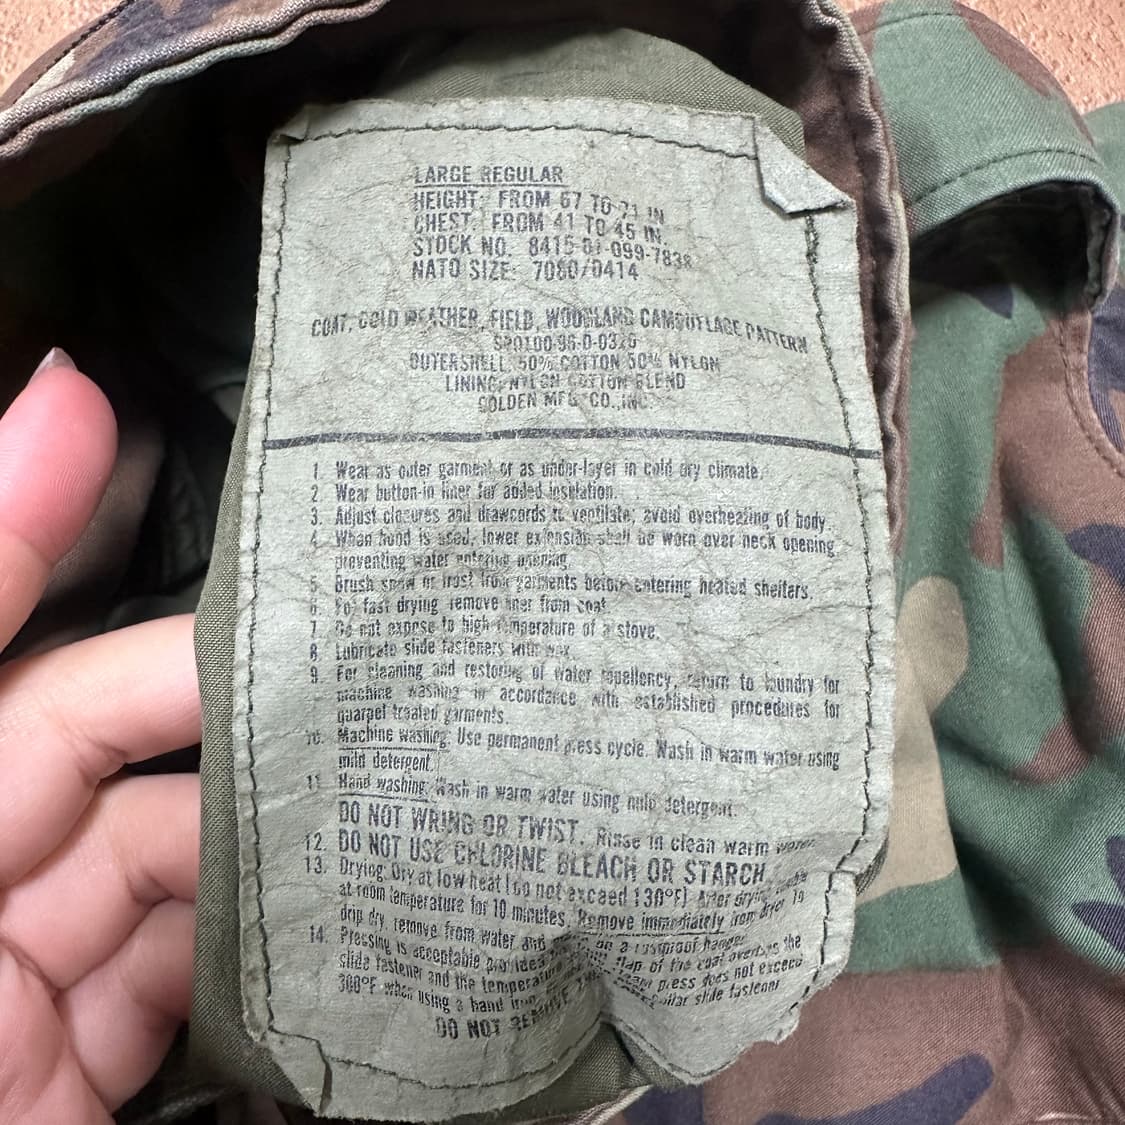 LARGE REGULAR
HEIGHT: FROM 67 TO 71 IN
CHEST: FROM 41 TO 45 IN.
STOCK NO. 8415-01-099-7838
NATO SIZE: 7080/0414
COAT, COLD WEATHER, FIELD, WOODLAND CAMOUFLAGE PATTERN
SPO100-96-D-0326
OUTERSHELL, 50% COTTON 50% NYLON
LINING, NYLON COTTON BLEND
GOLDEN MFG. CO., INC.
1. Wear as outer garment or as under-layer in cold dry climate.
2. Wear button-in liner for added insulation.
3. Adjust closures and drawcords to ventilate; avoid overheating of body.
4. When hood is used, lower extension shall be worn over neck opening
preventing water entering opening.
5. Brush snow or frost from garments before entering heated shelters.
6. For fast drying remove liner from coat.
7. Do not expose to high temperature of a stove.
8. Lubricate slide fasteners with wax.
9. For cleaning and restoring of water repellency, return to laundry for
machine washing in accordance with established procedures for
quarpel treated garments.
10. Machine washing: Use permanent press cycle. Wash in warm water using
mild detergent.
11. Hand washing: Wash in warm water using mild detergent.
DO NOT WRING OR TWIST. Rinse in clean warm water.
12. DO NOT USE CHLORINE BLEACH OR STARCH.
13. Drying: Dry at low heat (do not exceed 130°F). After drying,
at room temperature for 10 minutes. Remove immediately from dryer. To
drip dry, remove from water and on a rustproof hanger.
14. Pressing is acceptable provided flap of the coat the
slide fastener and the temperature press does not exceed
300°F when using a hand iron. collar slide fastener
DO NOT REMOVE LABEL